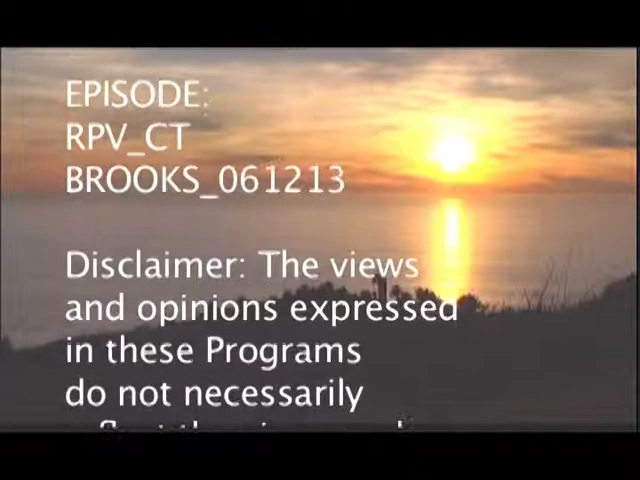 EPISODE:
RPV_CT
BROOKS_061213
Disclaimer: The views
and opinions expressed
in these Programs
do not necessarily